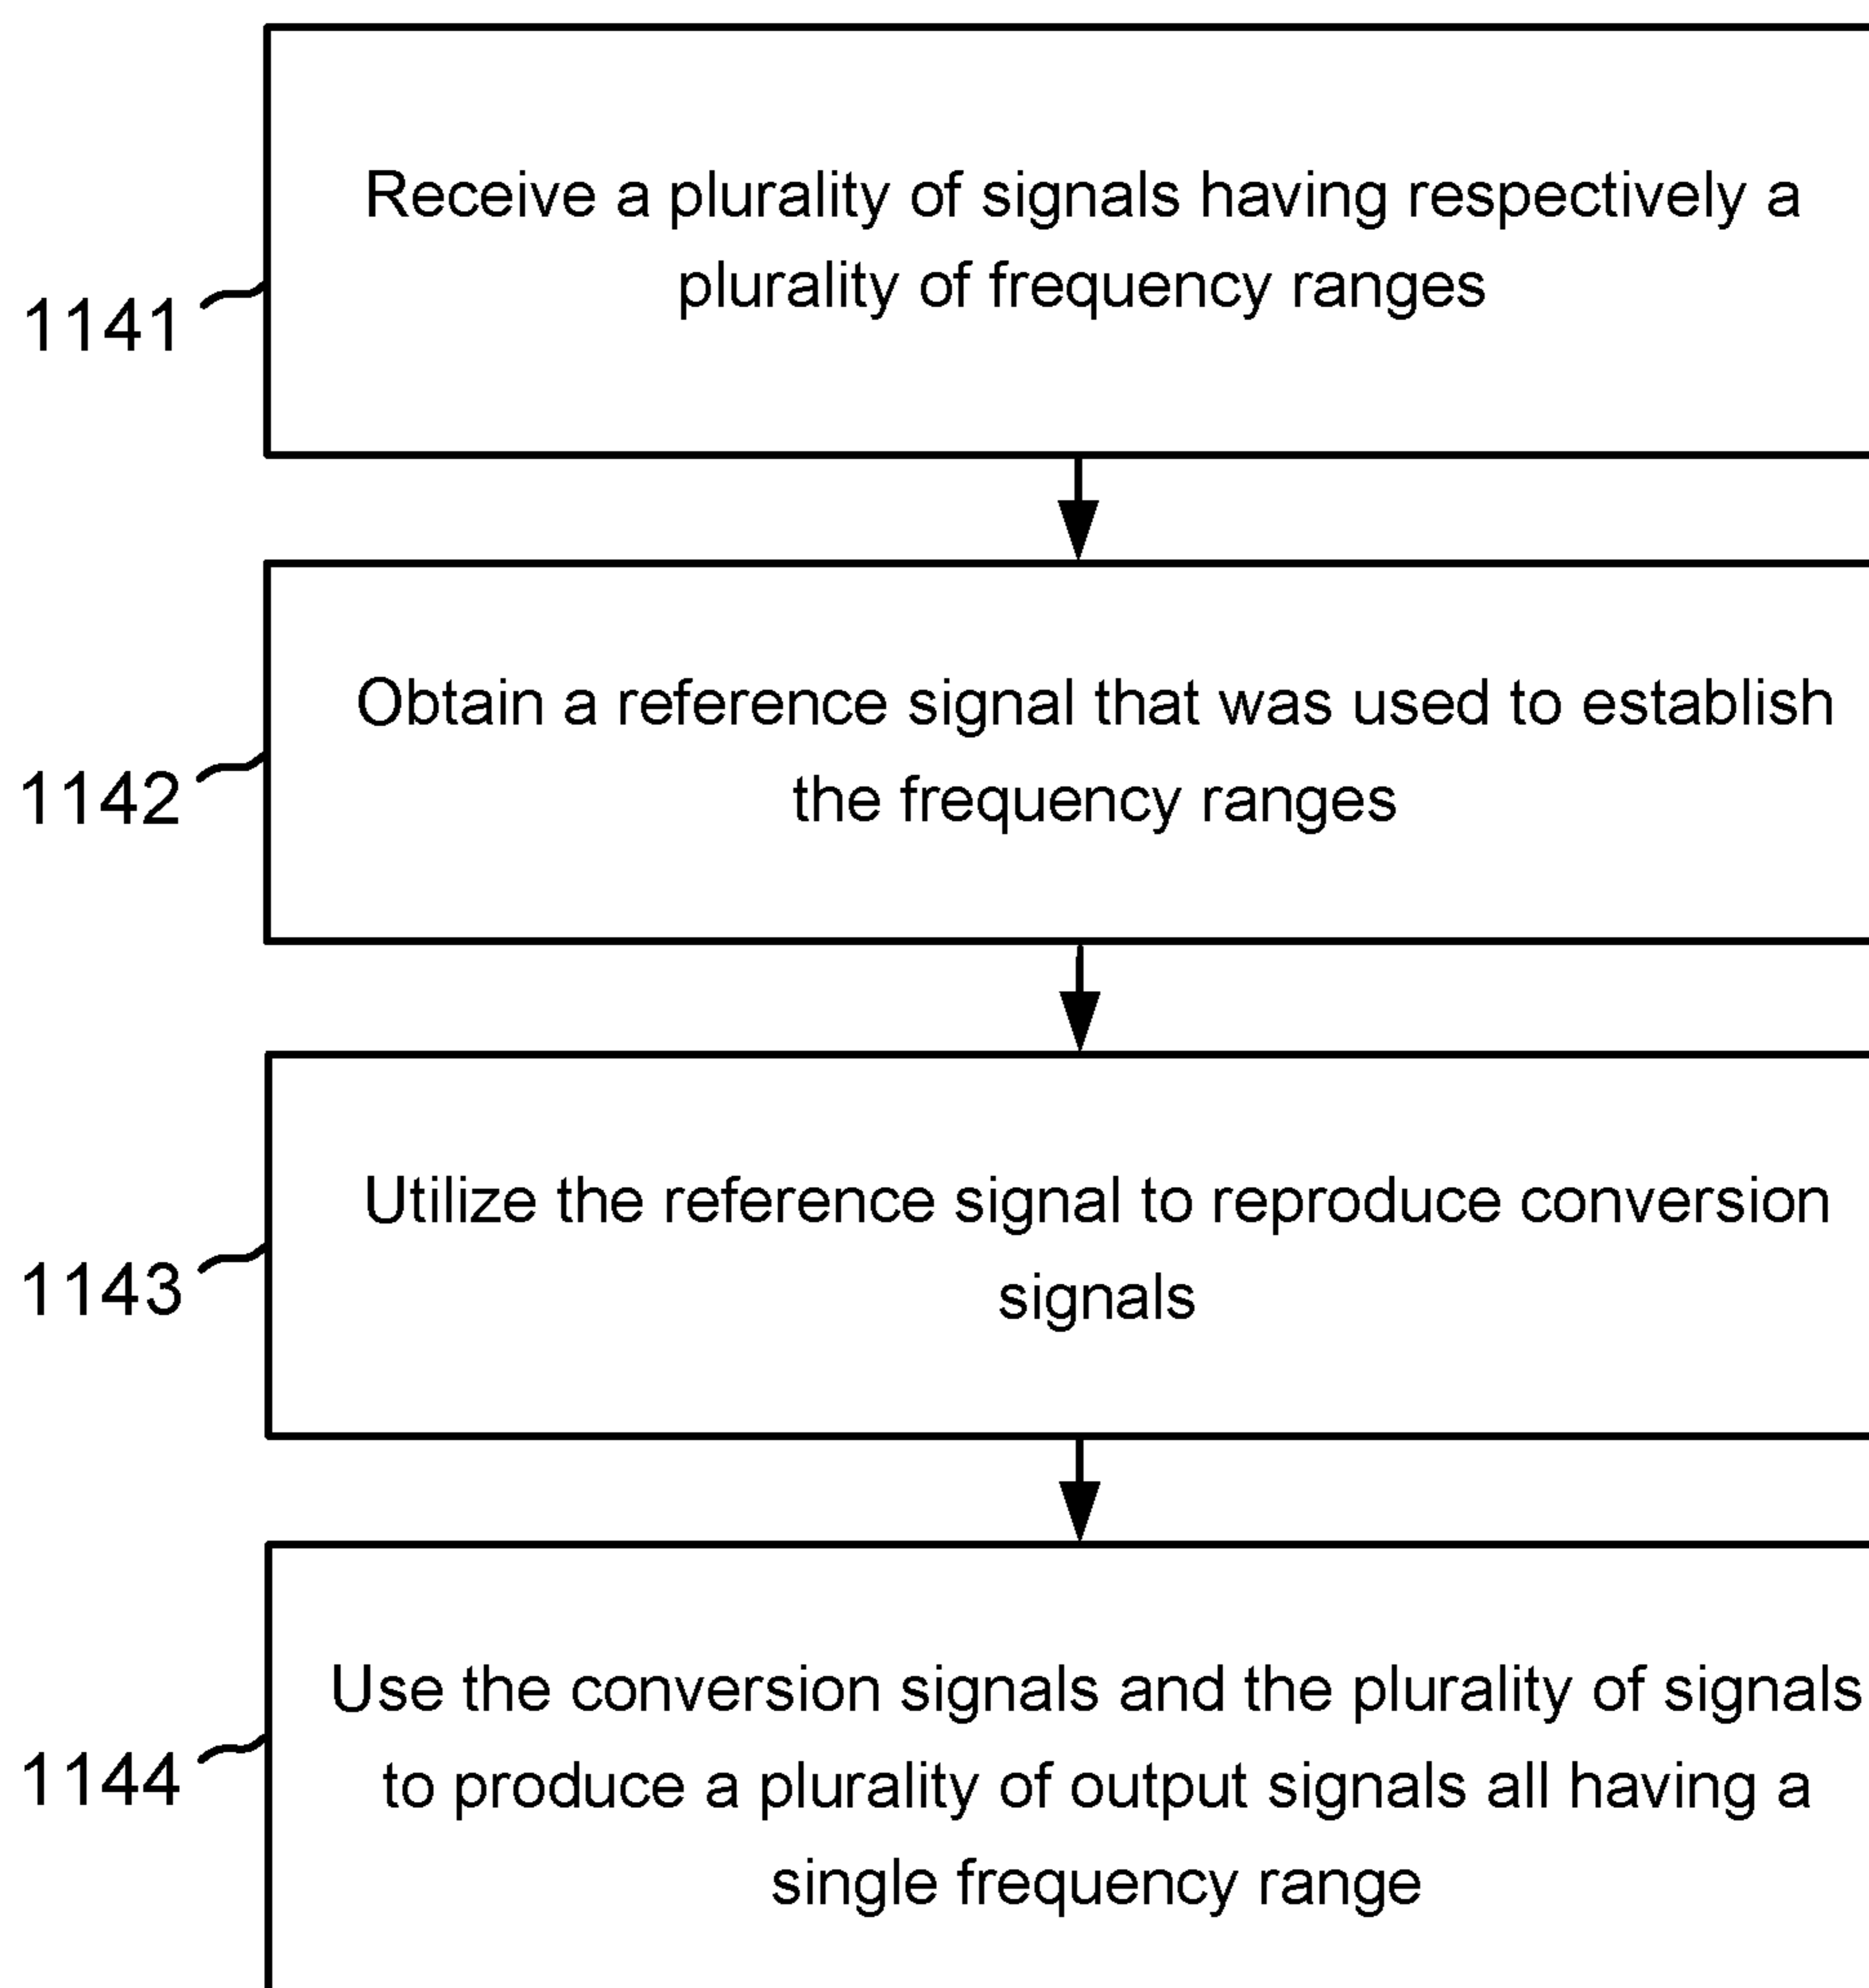 Receive a plurality of signals having respectively a
plurality of frequency ranges
1141
Obtain a reference signal that was used to establish
the frequency ranges
1142
Utilize the reference signal to reproduce conversion
signals
1143
Use the conversion signals and the plurality of signals
to produce a plurality of output signals all having a
single frequency range
1144